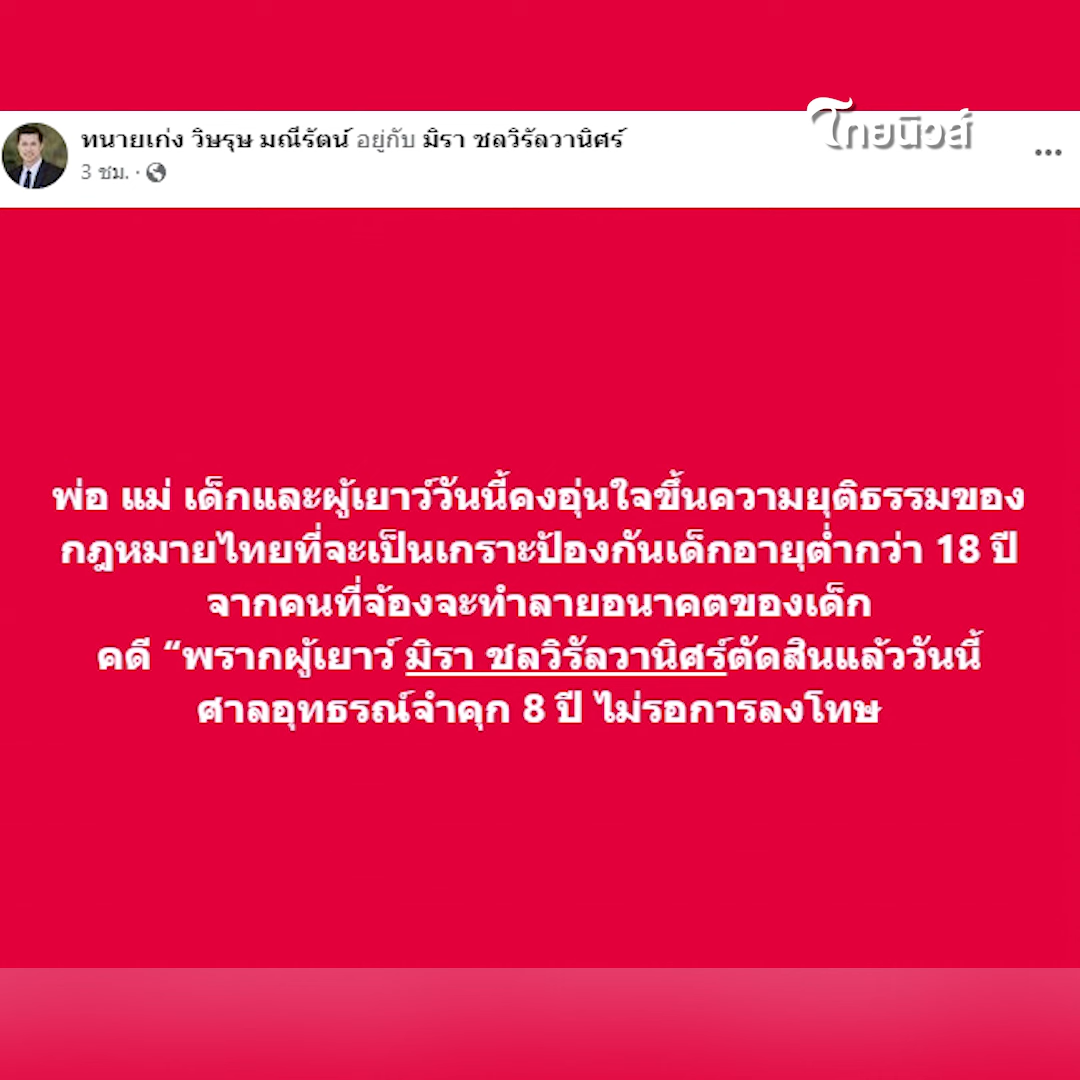 ไทยนิวส์
ทนายเก่ง วิษรุษ มณีรัตน์ อยู่กับ มิรา ชลวิรัลวานิศร์
3 ชม. ·
พ่อ แม่ เด็กและผู้เยาว์วันนี้คงอุ่นใจขึ้นความยุติธรรมของ
กฎหมายไทยที่จะเป็นเกราะป้องกันเด็กอายุต่ำกว่า 18 ปี
จากคนที่จ้องจะทำลายอนาคตของเด็ก
คดี “พรากผู้เยาว์ มิรา ชลวิรัลวานิศร์ตัดสินแล้ววันนี้
ศาลอุทธรณ์จำคุก 8 ปี ไม่รอการลงโทษ